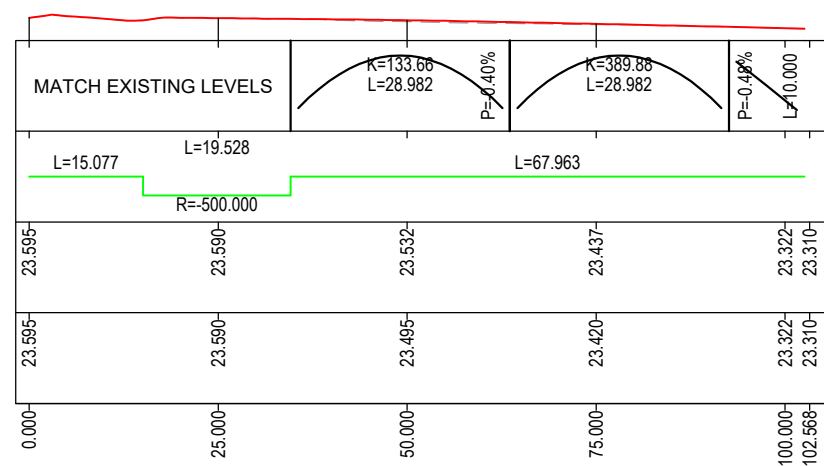 MATCH EXISTING LEVELS
K=133.66
L=28.982
P=-0.40%
K=389.88
L=28.982
P=-0.48%
L=10.000
L=15.077
L=19.528
R=-500.000
L=67.963
23.595
23.590
23.532
23.437
23.322
23.310
23.595
23.590
23.495
23.420
23.322
23.310
0.000
25.000
50.000
75.000
100.000
102.568